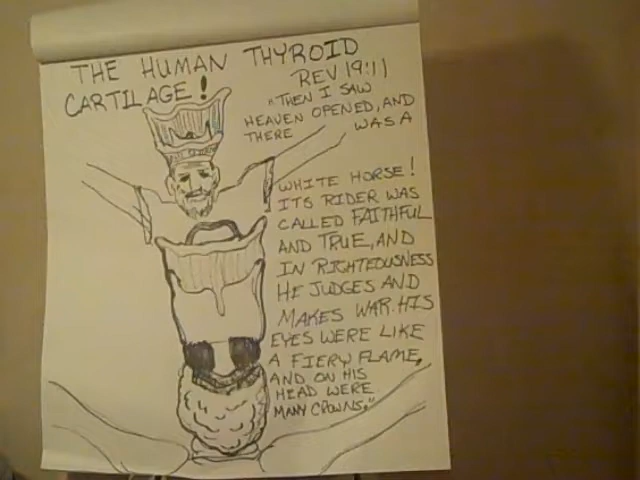 THE HUMAN THYROID
CARTILAGE!
REV 19:11
"THEN I SAW
HEAVEN OPENED, AND
THERE WAS A
WHITE HORSE!
ITS RIDER WAS
CALLED FAITHFUL
AND TRUE, AND
IN RIGHTEOUSNESS
HE JUDGES AND
MAKES WAR. HIS
EYES WERE LIKE
A FIERY FLAME,
AND ON HIS
HEAD WERE
MANY CROWNS."